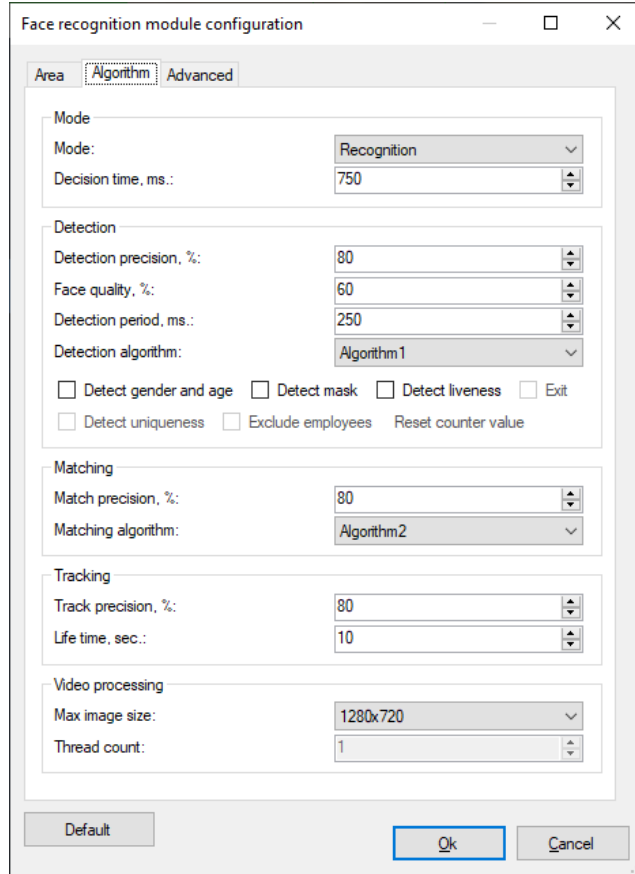 Face recognition module configuration
Area Algorithm Advanced
Mode
Mode: Recognition
Decision time, ms.: 750
Detection
Detection precision, %: 80
Face quality, %: 60
Detection period, ms.: 250
Detection algorithm: Algorithm1
Detect gender and age Detect mask Detect liveness Exit
Detect uniqueness Exclude employees Reset counter value
Matching
Match precision, %: 80
Matching algorithm: Algorithm2
Tracking
Track precision, %: 80
Life time, sec.: 10
Video processing
Max image size: 1280x720
Thread count: 1
Default Ok Cancel